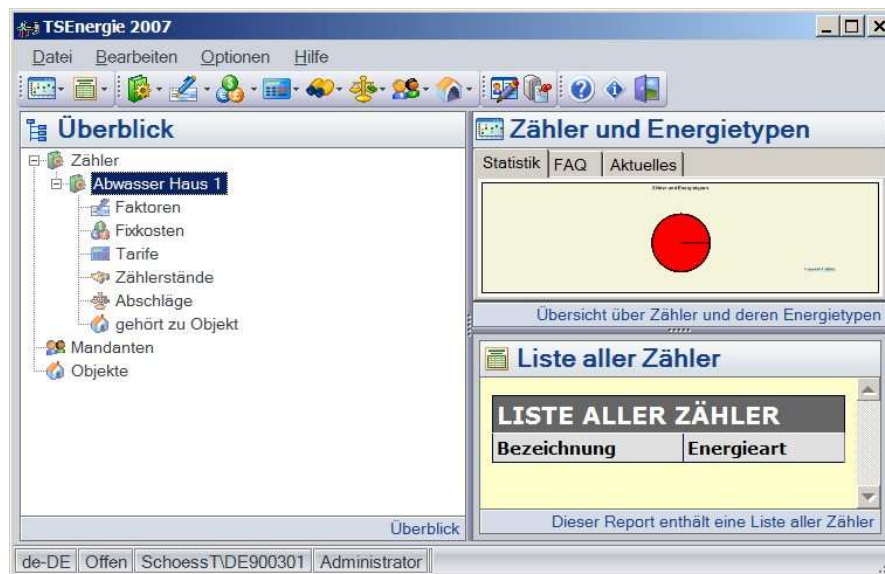 TSEnergie 2007
Datei Bearbeiten Optionen Hilfe
Überblick
Zähler
Abwasser Haus 1
Faktoren
Fixkosten
Tarife
Zählerstände
Abschläge
gehört zu Objekt
Mandanten
Objekte
Überblick
Zähler und Energietypen
Statistik FAQ Aktuelles
Zähler und Energietypen
Übersicht über Zähler und deren Energietypen
Liste aller Zähler
LISTE ALLER ZÄHLER
Bezeichnung Energieart
Dieser Report enthält eine Liste aller Zähler
de-DE Offen SchoessT\DE900301 Administrator